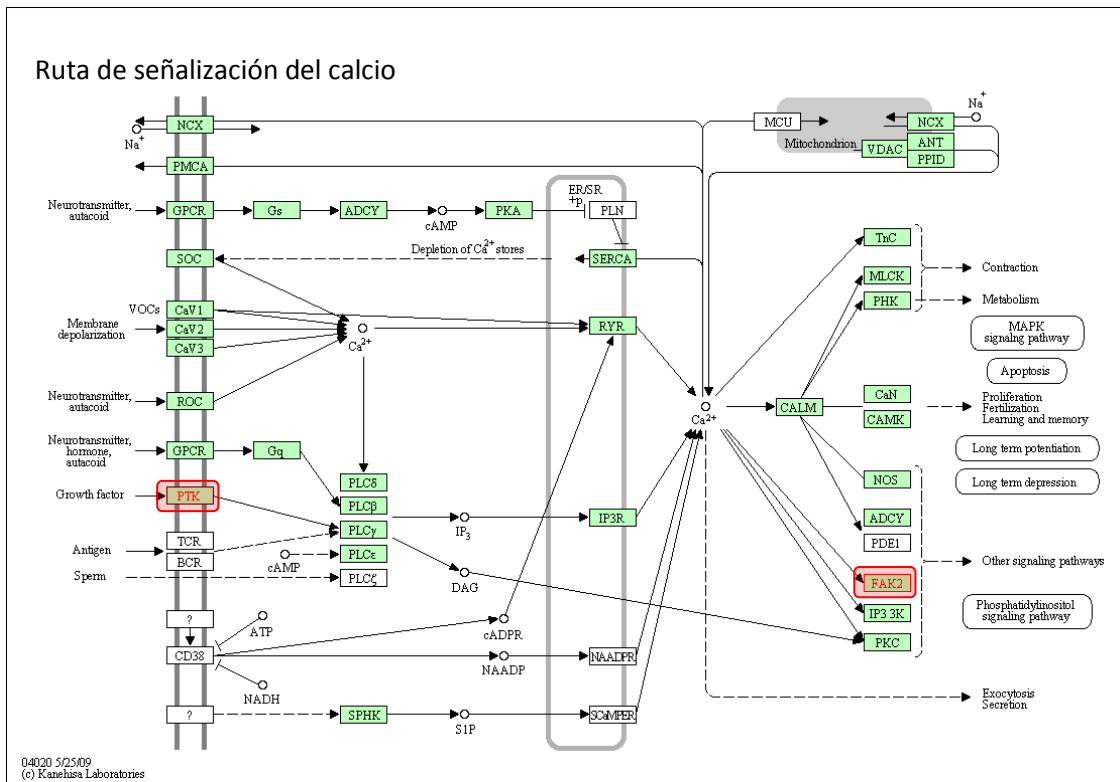 Ruta de señalización del calcio
NCX
Na+
PMCA
Neurotransmitter,
autacoid
GPCR
Gs
ADCY
cAMP
PKA
ER/SR
+p
PLN
MCU
Mitochondrion
NCX
Na+
VDAC
ANT
PPID
SOC
Depletion of Ca2+ stores
SERCA
VOCs
CaV1
CaV2
CaV3
Membrane
depolarization
Ca2+
RYR
Neurotransmitter,
autacoid
ROC
Neurotransmitter,
hormone,
autacoid
GPCR
Gq
Growth factor
PTK
PLCδ
PLCβ
PLCγ
PLCε
PLCζ
IP3
IP3R
Antigen
TCR
BCR
cAMP
Sperm
DAG
?
ATP
CD38
NADH
cADPR
NAADP
NAADPR
?
SPHK
S1P
SCaMPER
Ca2+
CALM
TnC
MLCK
PHK
Contraction
Metabolism
MAPK
signaling pathway
Apoptosis
CaN
CAMK
Proliferation
Fertilization
Learning and memory
Long term potentiation
Long term depression
NOS
ADCY
PDE1
FAK2
IP3 3K
PKC
Other signaling pathways
Phosphatidylinositol
signaling pathway
Exocytosis
Secretion
04020 5/25/09
(c) Kanehisa Laboratories